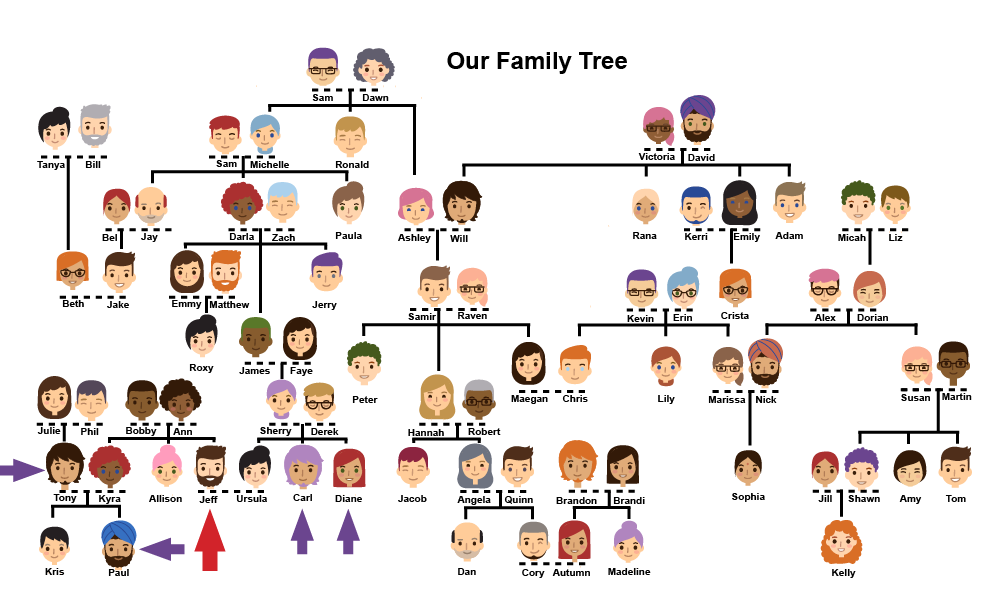 Our Family Tree
Sam Dawn
Tanya Bill Sam Michelle Ronald Victoria David
Bel Jay Darla Zach Paula Ashley Will Rana Kerri Emily Adam Micah Liz
Beth Jake Emmy Matthew Jerry Samir Raven Kevin Erin Crista Alex Dorian
Roxy James Faye Peter Maegan Chris Lily Marissa Nick Susan Martin
Julie Phil Bobby Ann Sherry Derek Hannah Robert
Tony Kyra Allison Jeff Ursula Carl Diane Jacob Angela Quinn Brandon Brandi Sophia Jill Shawn Amy Tom
Kris Paul Dan Cory Autumn Madeline Kelly